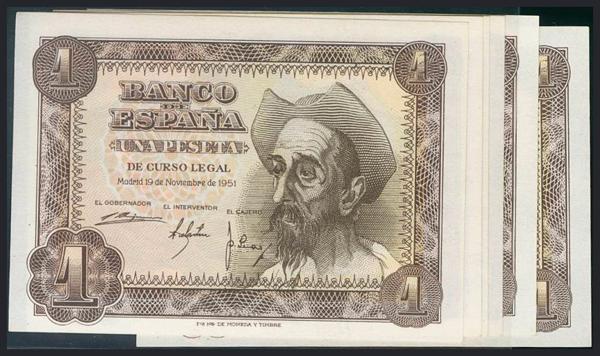 1 1
BANCO
DE
ESPAÑA
UNA PESETA
DE CURSO LEGAL
Madrid 19 de Noviembre de 1951
EL GOBERNADOR EL INTERVENTOR EL CAJERO
1 1
DE MONEDA Y TIMBRE